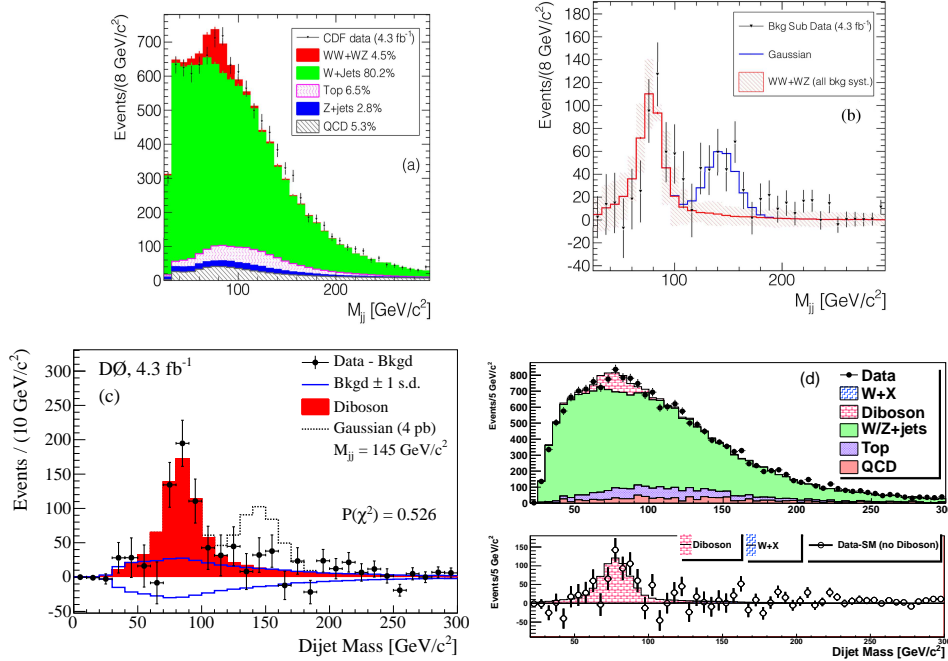 Events/(8 GeV/c²)
700
600
500
400
300
200
100
0
CDF data (4.3 fb⁻¹)
WW+WZ 4.5%
W+Jets 80.2%
Top 6.5%
Z+jets 2.8%
QCD 5.3%
(a)
100
200
M_jj [GeV/c²]
Events/(8 GeV/c²)
180
160
140
120
100
80
60
40
20
0
-20
-40
Bkg Sub Data (4.3 fb⁻¹)
Gaussian
WW+WZ (all bkg syst.)
(b)
100
200
M_jj [GeV/c²]
Events / (10 GeV/c²)
300
250
200
150
100
50
0
-50
DØ, 4.3 fb⁻¹
(c)
Data - Bkgd
Bkgd ± 1 s.d.
Diboson
Gaussian (4 pb)
M_jj = 145 GeV/c²
P(χ²) = 0.526
0 50 100 150 200 250 300
Dijet Mass [GeV/c²]
Events/5 GeV/c²
800
700
600
500
400
300
200
100
0
(d)
Data
W+X
Diboson
W/Z+jets
Top
QCD
50 100 150 200 250 300
Dijet Mass [GeV/c²]
Events/5 GeV/c²
150
100
50
0
-50
Diboson
W+X
Data-SM (no Diboson)
50 100 150 200 250 300
Dijet Mass [GeV/c²]